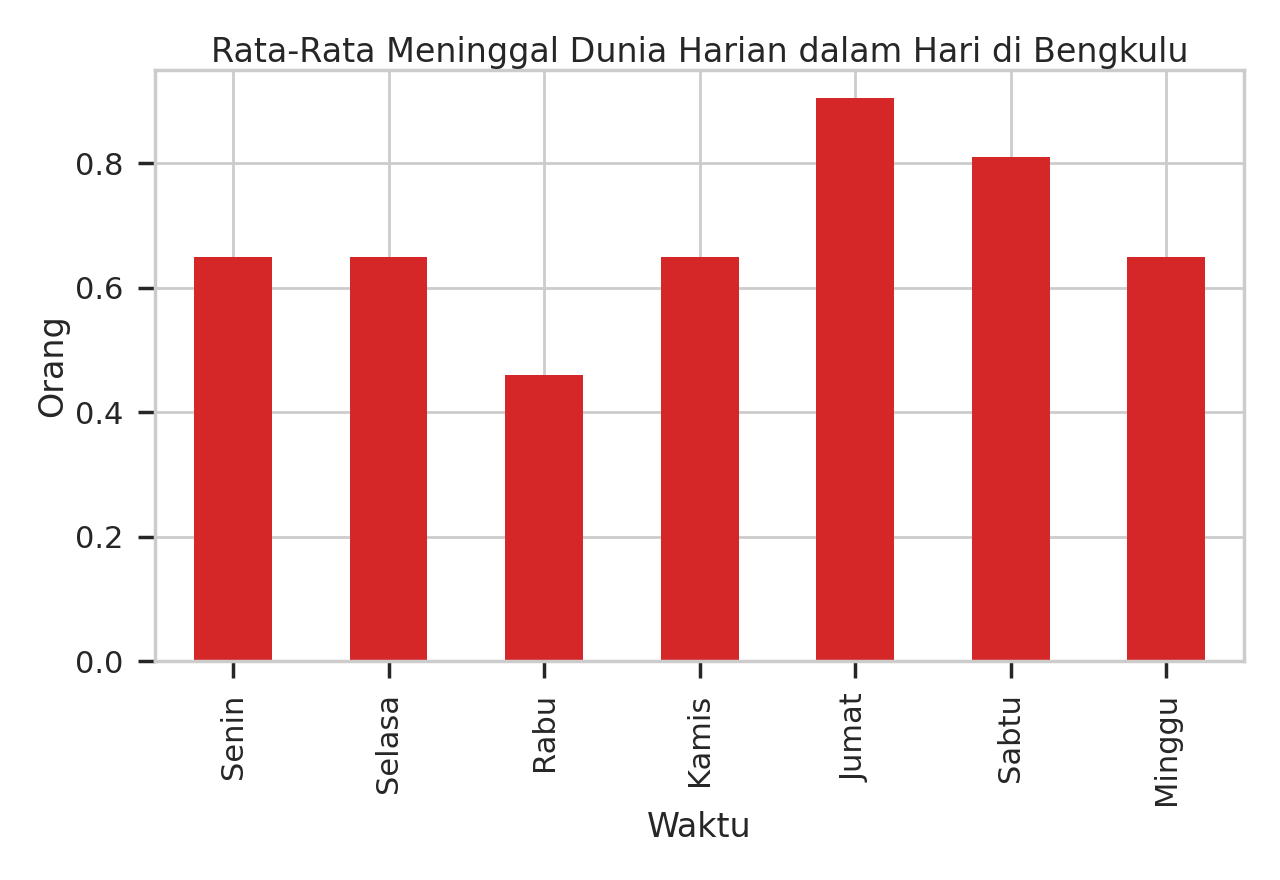 Rata-Rata Meninggal Dunia Harian dalam Hari di Bengkulu
0.8
0.6
0.4
0.2
0.0
Orang
Senin
Selasa
Rabu
Kamis
Jumat
Sabtu
Minggu
Waktu